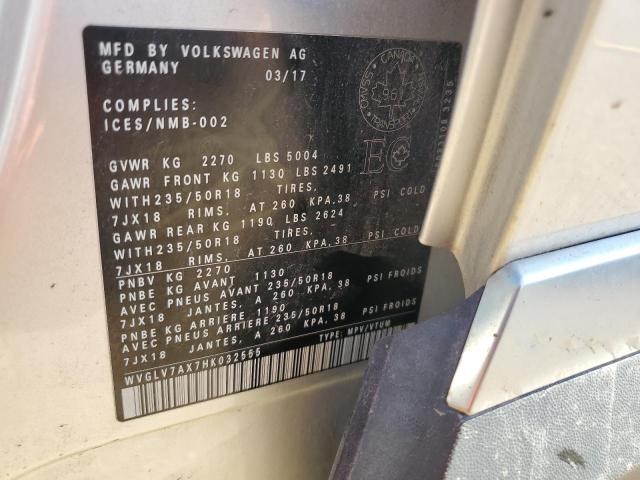 MFD BY VOLKSWAGEN AG
GERMANY 03/17
COMPLIES:
ICES/NMB-002
CANADA
TRANSPORT
EC
GVWR KG 2270 LBS 5004
GAWR FRONT KG 1130 LBS 2491
WITH235/50R18 TIRES.
7JX18 RIMS. AT 260 KPA.38 PSI COLD
GAWR REAR KG 1190 LBS 2624
WITH235/50R18 TIRES.
7JX18 RIMS. AT 260 KPA.38 PSI COLD
PNBV KG 2270
PNBE KG AVANT 1130
AVEC PNEUS AVANT 235/50R18
7JX18 JANTES, A 260 KPA.38 PSI FROIDS
PNBE KG ARRIERE 1190
AVEC PNEUS ARRIERE 235/50R18
7JX18 JANTES, A 260 KPA.38 PSI FROIDS
TYPE: MPV/VTUM
WVGLV7AX7HK032555